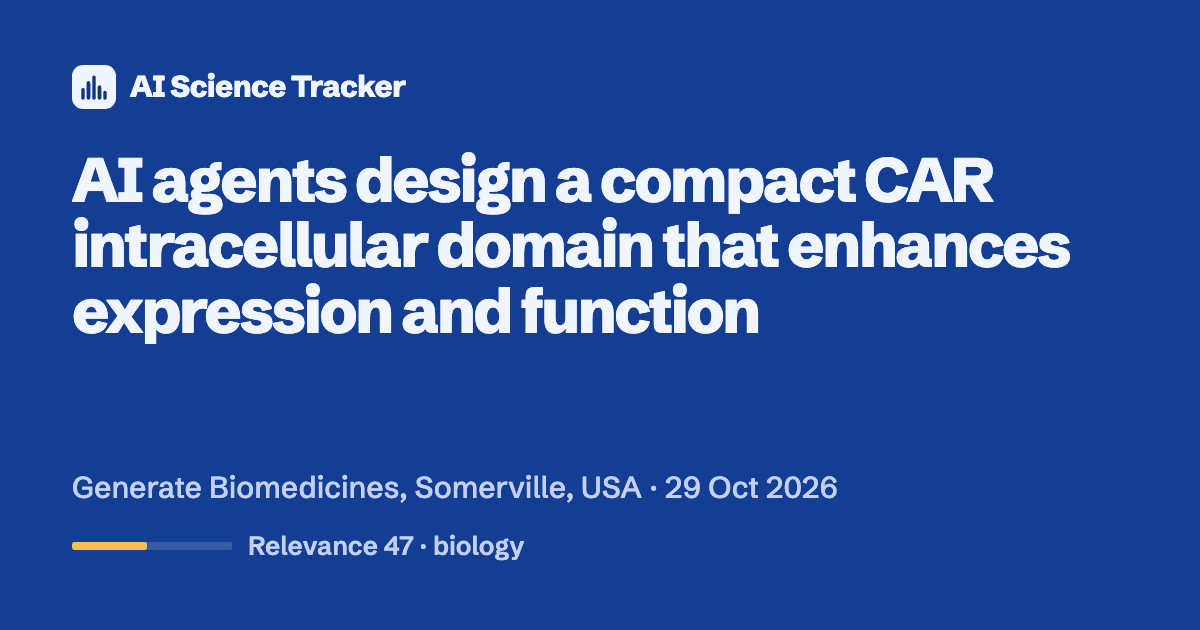 AI Science Tracker
AI agents design a compact CAR
intracellular domain that enhances
expression and function
Generate Biomedicines, Somerville, USA · 29 Oct 2026
Relevance 47 · biology